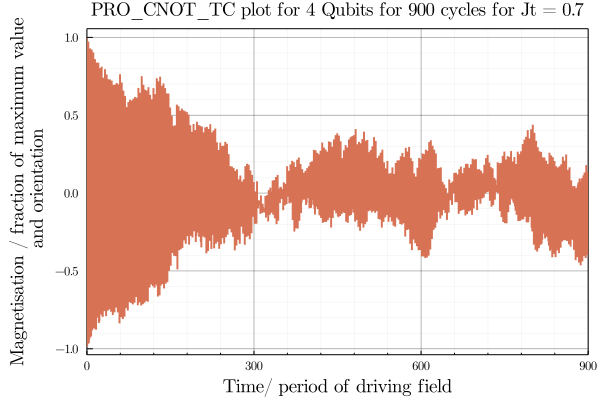 PRO_CNOT_TC plot for 4 Qubits for 900 cycles for Jt = 0.7
Magnetisation / fraction of maximum value
and orientation
1.0
0.5
0.0
−0.5
−1.0
0
300
600
900
Time/ period of driving field